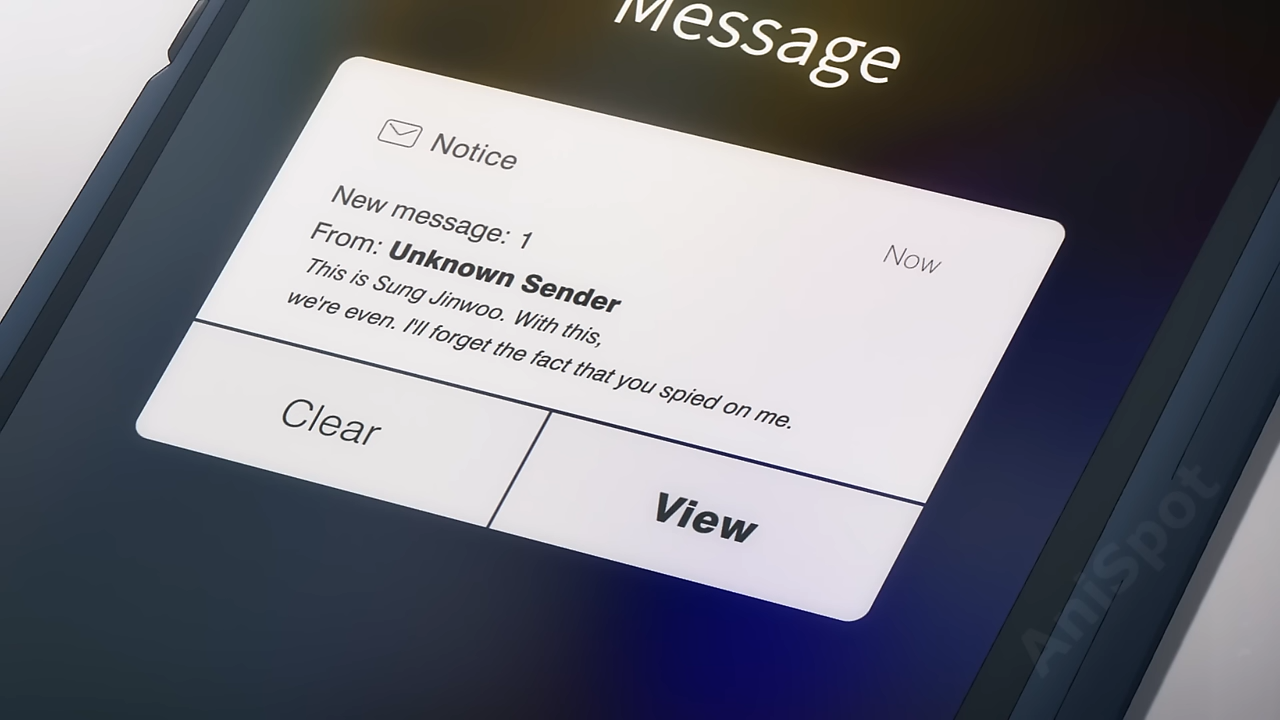 Message
Notice
Now
New message: 1
From: Unknown Sender
This is Sung Jinwoo. With this,
we're even. I'll forget the fact that you spied on me.
Clear
View
AniSpot